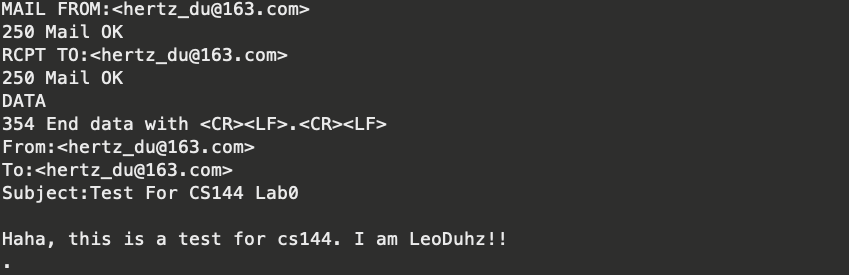 MAIL FROM:<hertz_du@163.com>
250 Mail OK
RCPT TO:<hertz_du@163.com>
250 Mail OK
DATA
354 End data with <CR><LF>.<CR><LF>
From:<hertz_du@163.com>
To:<hertz_du@163.com>
Subject:Test For CS144 Lab0

Haha, this is a test for cs144. I am LeoDuhz!!
.